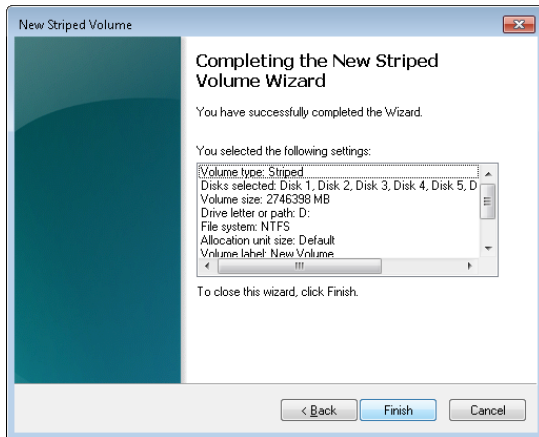 New Striped Volume
Completing the New Striped
Volume Wizard
You have successfully completed the Wizard.
You selected the following settings:
Volume type: Striped
Disks selected: Disk 1, Disk 2, Disk 3, Disk 4, Disk 5, D
Volume size: 2746398 MB
Drive letter or path: D:
File system: NTFS
Allocation unit size: Default
Volume label: New Volume
To close this wizard, click Finish.
< Back
Finish
Cancel